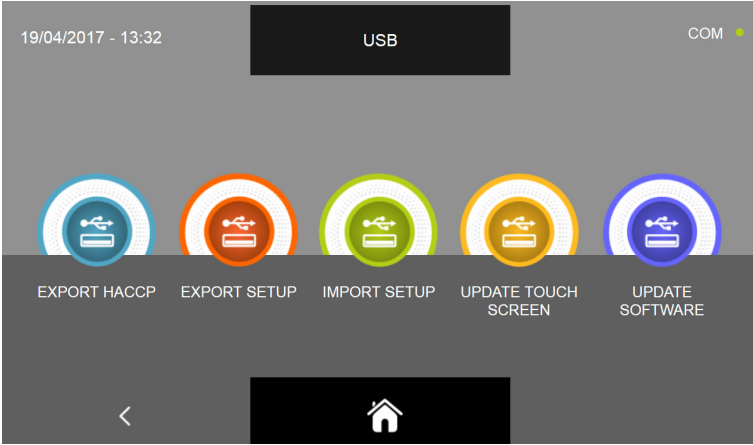 19/04/2017 - 13:32
USB
COM
EXPORT HACCP
EXPORT SETUP
IMPORT SETUP
UPDATE TOUCH
SCREEN
UPDATE
SOFTWARE